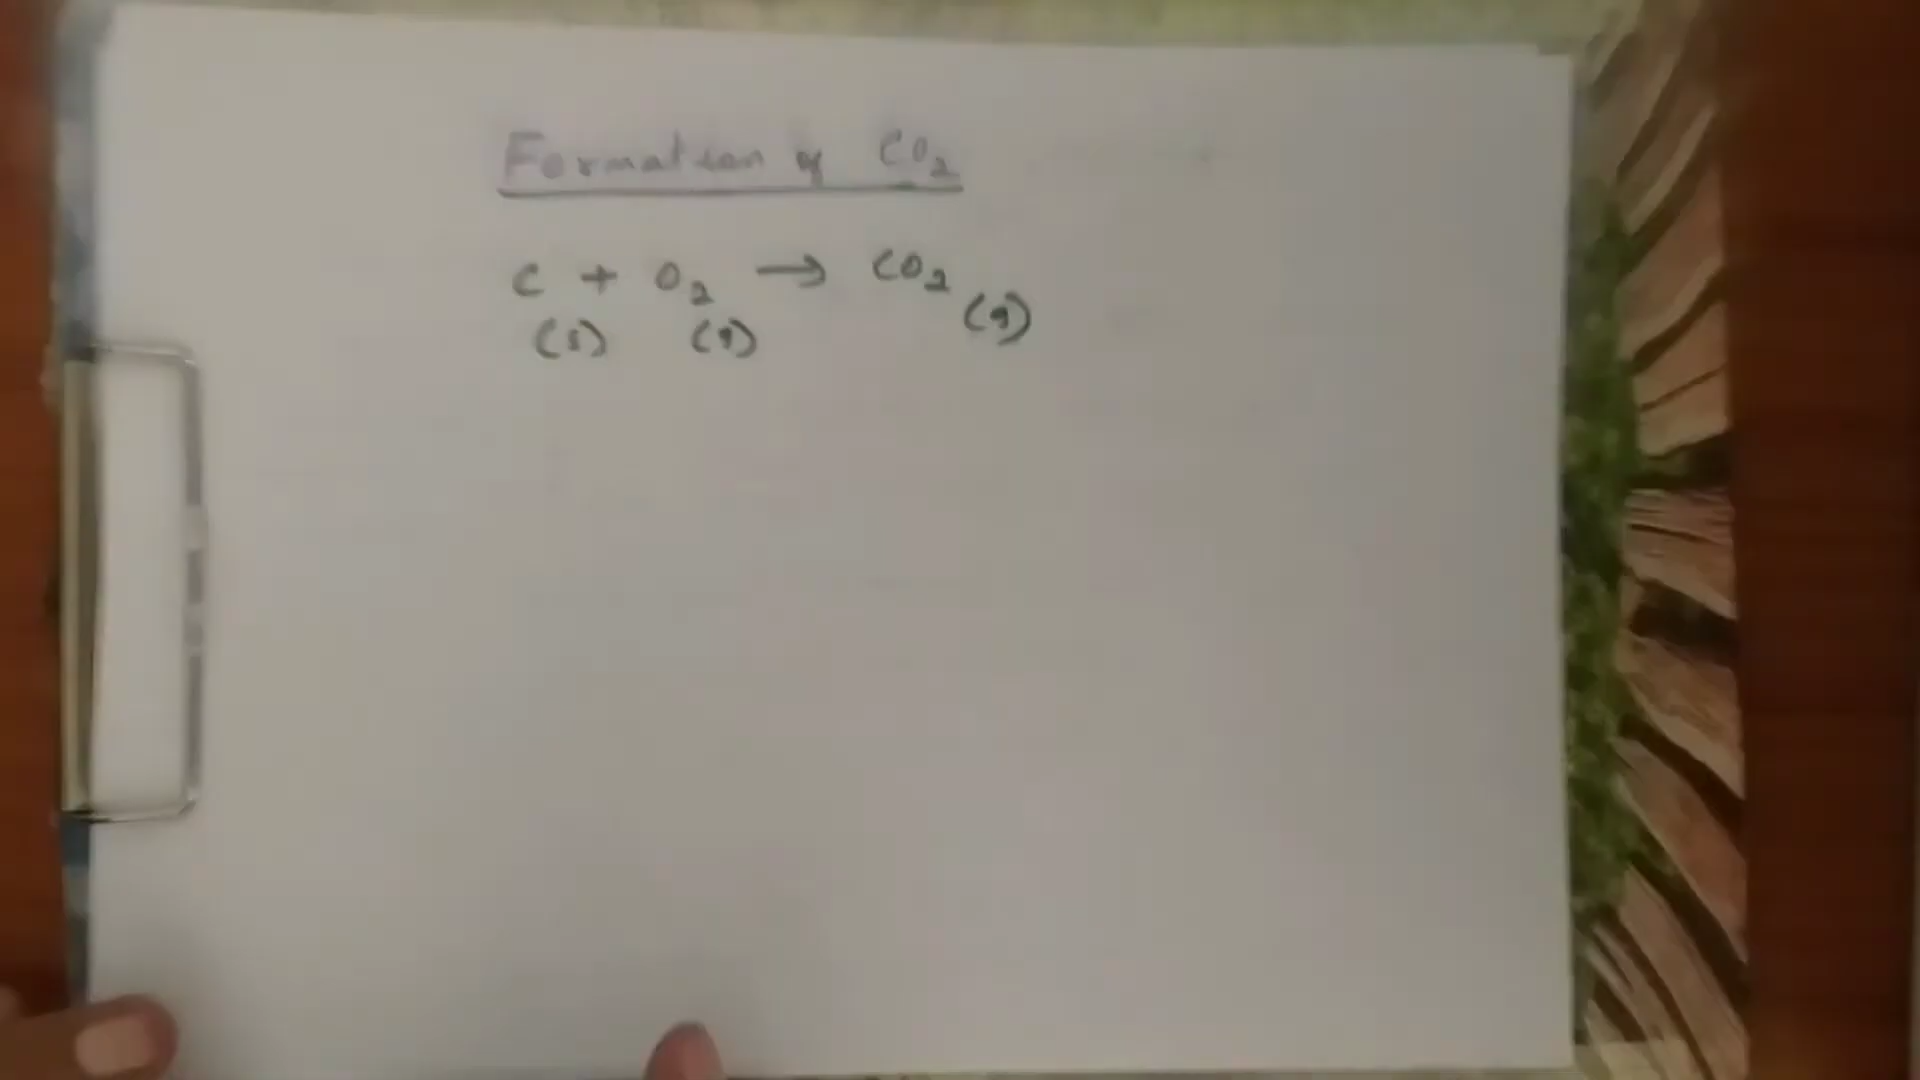 Formation of CO2
C + O2 → CO2
(s) (g) (g)